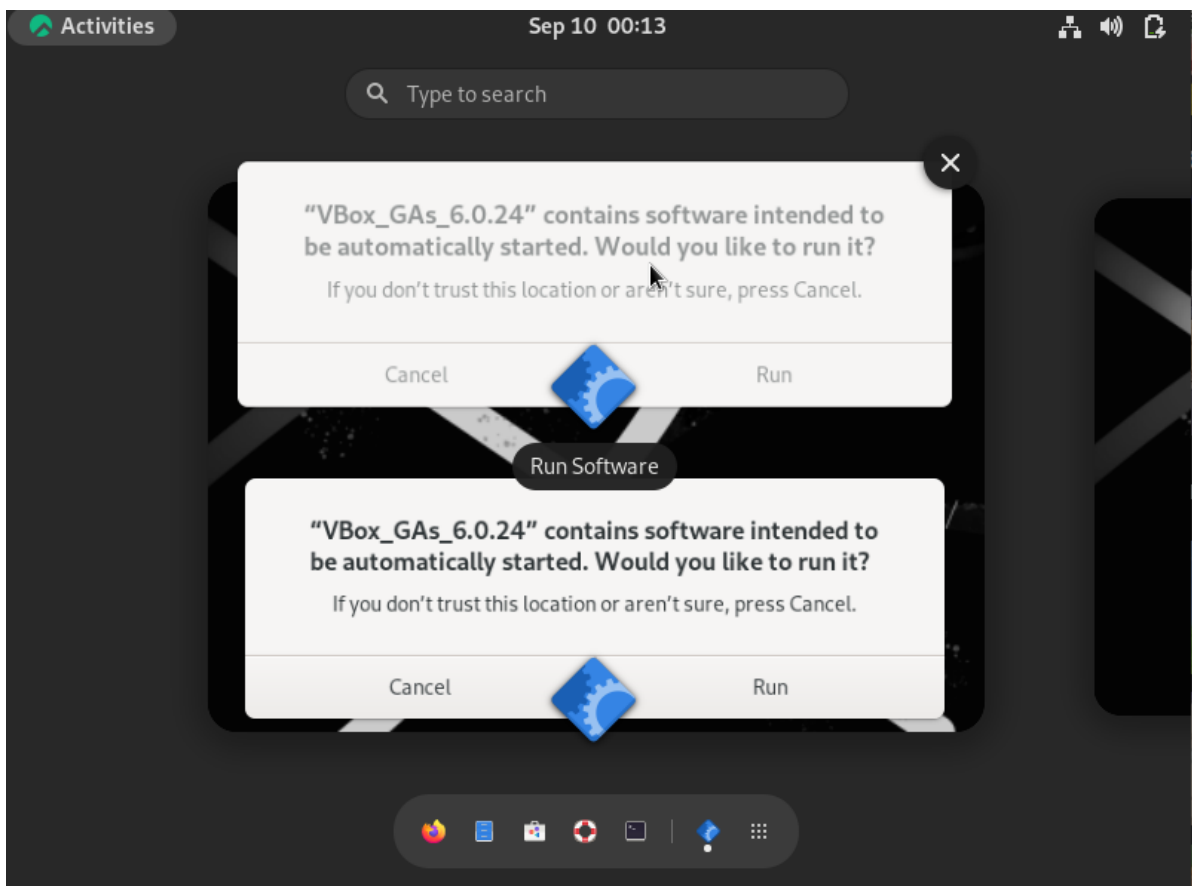 Activities
Sep 10 00:13
Type to search
“VBox_GAs_6.0.24” contains software intended to
be automatically started. Would you like to run it?
If you don’t trust this location or aren’t sure, press Cancel.
Cancel
Run
Run Software
“VBox_GAs_6.0.24” contains software intended to
be automatically started. Would you like to run it?
If you don’t trust this location or aren’t sure, press Cancel.
Cancel
Run